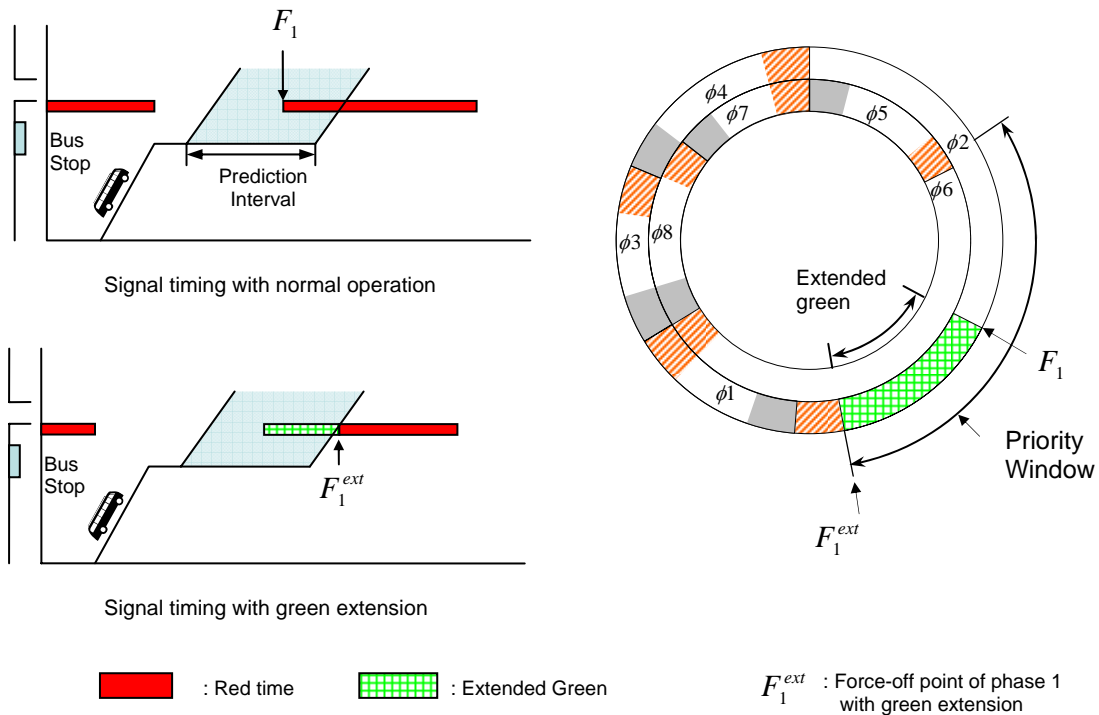 F₁
Bus
Stop
Prediction
Interval
Signal timing with normal operation
Bus
Stop
F₁ᵉˣᵗ
Signal timing with green extension
ϕ4
ϕ7
ϕ5
ϕ2
ϕ6
ϕ3
ϕ8
Extended
green
ϕ1
F₁
Priority
Window
F₁ᵉˣᵗ
: Red time
: Extended Green
F₁ᵉˣᵗ : Force-off point of phase 1
with green extension